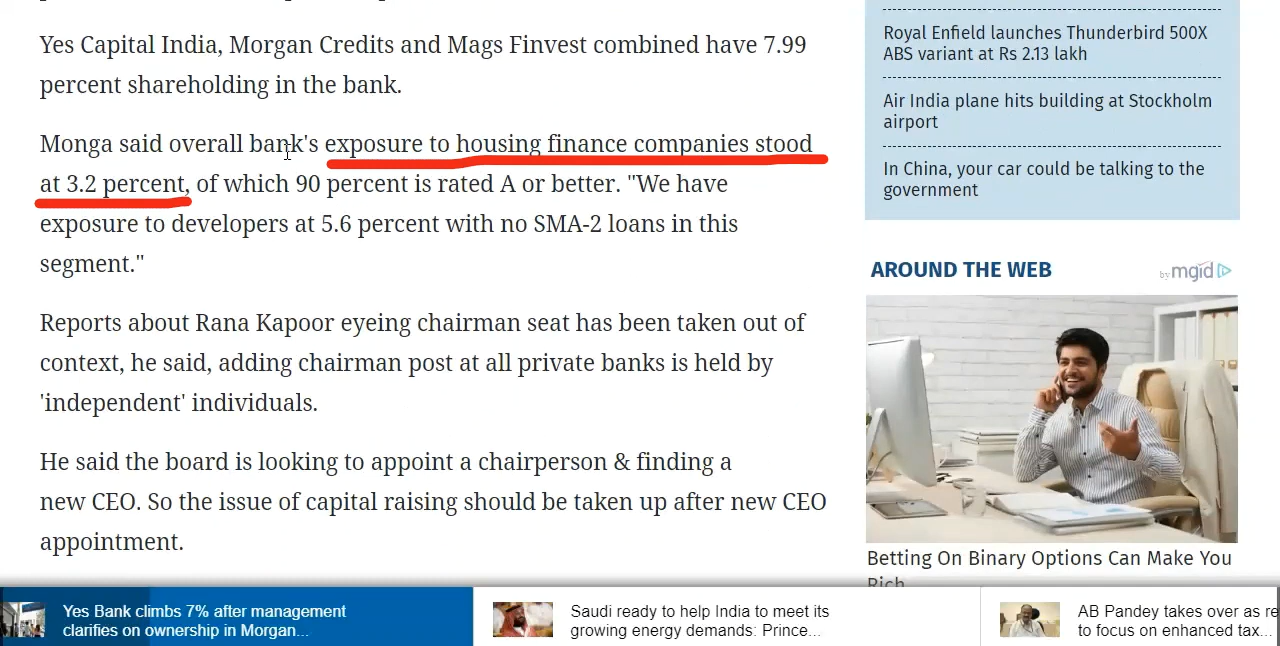 Yes Capital India, Morgan Credits and Mags Finvest combined have 7.99
percent shareholding in the bank.
Monga said overall bank's exposure to housing finance companies stood
at 3.2 percent, of which 90 percent is rated A or better. "We have
exposure to developers at 5.6 percent with no SMA-2 loans in this
segment."
Reports about Rana Kapoor eyeing chairman seat has been taken out of
context, he said, adding chairman post at all private banks is held by
'independent' individuals.
He said the board is looking to appoint a chairperson & finding a
new CEO. So the issue of capital raising should be taken up after new CEO
appointment.
Royal Enfield launches Thunderbird 500X
ABS variant at Rs 2.13 lakh
Air India plane hits building at Stockholm
airport
In China, your car could be talking to the
government
AROUND THE WEB
by mgid
Betting On Binary Options Can Make You
Rich
Yes Bank climbs 7% after management
clarifies on ownership in Morgan...
Saudi ready to help India to meet its
growing energy demands: Prince...
AB Pandey takes over as re
to focus on enhanced tax...